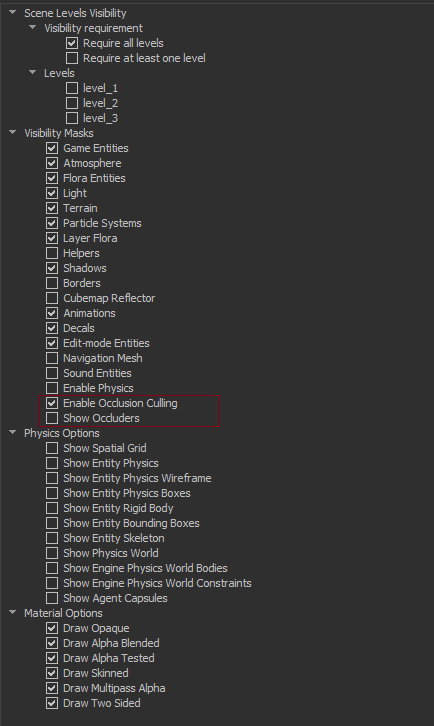 Scene Levels Visibility
Visibility requirement
Require all levels
Require at least one level
Levels
level_1
level_2
level_3
Visibility Masks
Game Entities
Atmosphere
Flora Entities
Light
Terrain
Particle Systems
Layer Flora
Helpers
Shadows
Borders
Cubemap Reflector
Animations
Decals
Edit-mode Entities
Navigation Mesh
Sound Entities
Enable Physics
Enable Occlusion Culling
Show Occluders
Physics Options
Show Spatial Grid
Show Entity Physics
Show Entity Physics Wireframe
Show Entity Physics Boxes
Show Entity Rigid Body
Show Entity Bounding Boxes
Show Entity Skeleton
Show Physics World
Show Engine Physics World Bodies
Show Engine Physics World Constraints
Show Agent Capsules
Material Options
Draw Opaque
Draw Alpha Blended
Draw Alpha Tested
Draw Skinned
Draw Multipass Alpha
Draw Two Sided